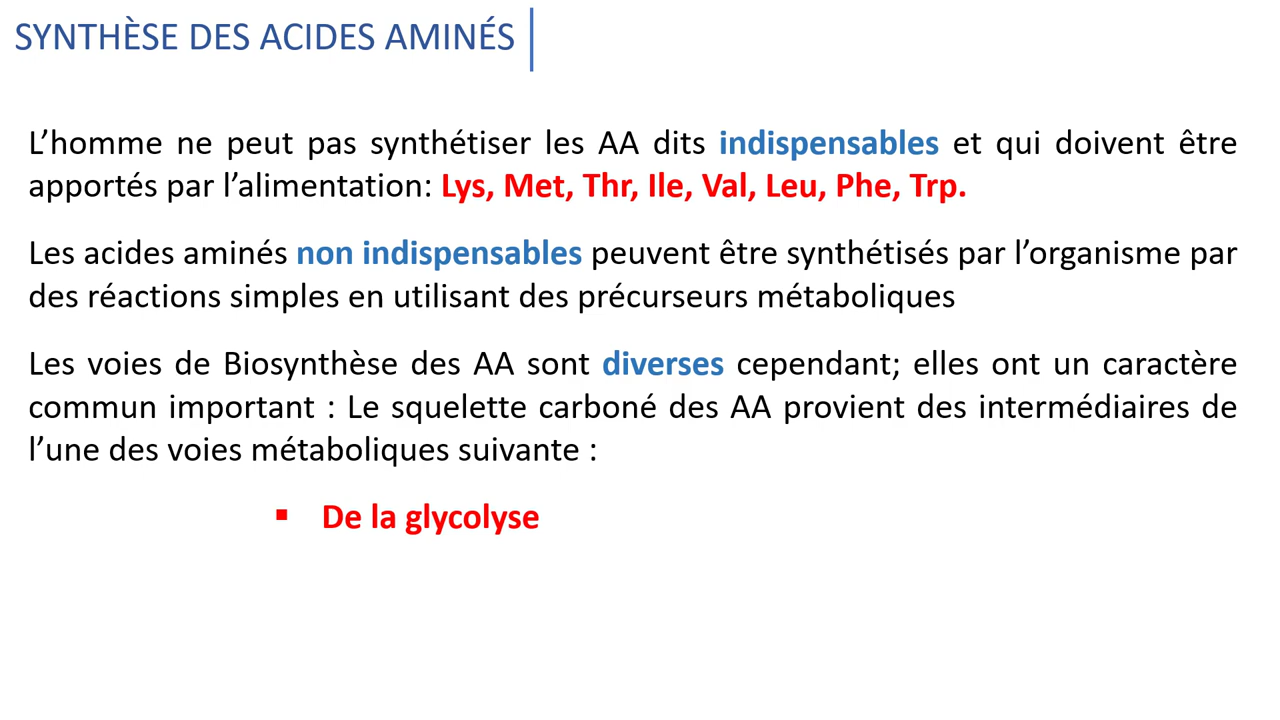 SYNTHÈSE DES ACIDES AMINÉS
L’homme ne peut pas synthétiser les AA dits indispensables et qui doivent être
apportés par l’alimentation: Lys, Met, Thr, Ile, Val, Leu, Phe, Trp.
Les acides aminés non indispensables peuvent être synthétisés par l’organisme par
des réactions simples en utilisant des précurseurs métaboliques
Les voies de Biosynthèse des AA sont diverses cependant; elles ont un caractère
commun important : Le squelette carboné des AA provient des intermédiaires de
l’une des voies métaboliques suivante :
▪ De la glycolyse